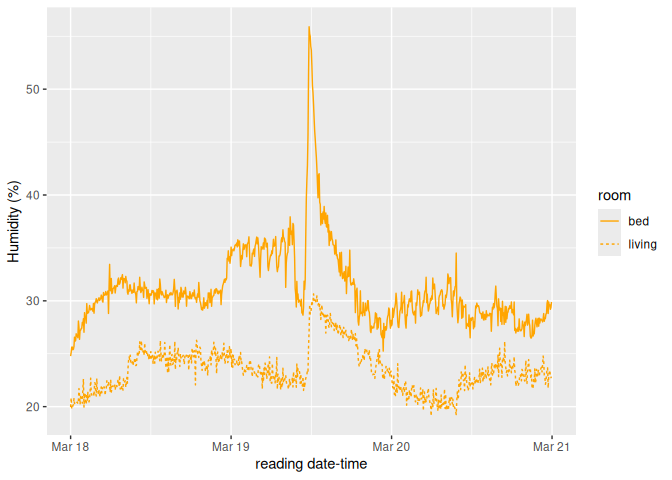 50
40
30
20
Humidity (%)
Mar 18
Mar 19
Mar 20
Mar 21
reading date-time
room
bed
living